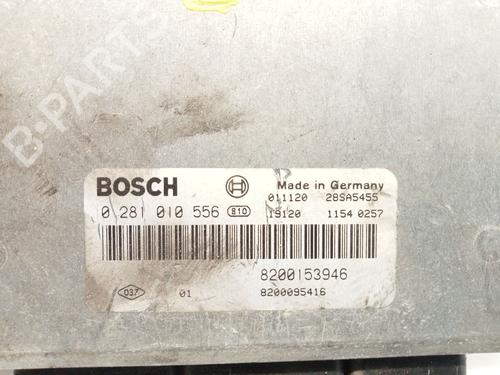 B-PARTS
BOSCH
Made in Germany
011120 28SA5455
0 281 010 556 810
19120 1154 0257
8200153946
037 01 8200095416